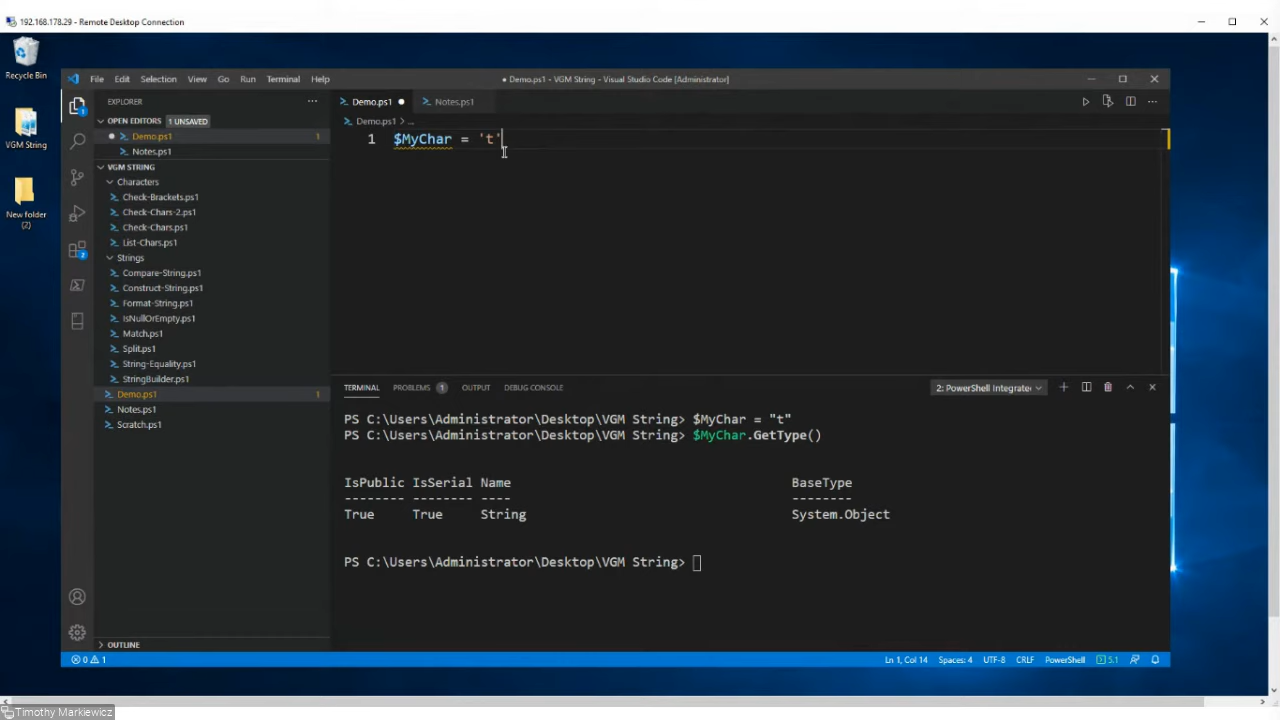 192.168.178.29 - Remote Desktop Connection
Recycle Bin
VGM String
New folder
(2)
File Edit Selection View Go Run Terminal Help
● Demo.ps1 - VGM String - Visual Studio Code [Administrator]
EXPLORER
Demo.ps1
Notes.ps1
OPEN EDITORS 1 UNSAVED
Demo.ps1 > ...
Demo.ps1 1
1 $MyChar = 't'
Notes.ps1
VGM STRING
Characters
Check-Brackets.ps1
Check-Chars-2.ps1
Check-Chars.ps1
List-Chars.ps1
Strings
Compare-String.ps1
Construct-String.ps1
Format-String.ps1
IsNullOrEmpty.ps1
Match.ps1
Split.ps1
String-Equality.ps1
StringBuilder.ps1
Demo.ps1 1
Notes.ps1
Scratch.ps1
OUTLINE
TERMINAL PROBLEMS 1 OUTPUT DEBUG CONSOLE
2: PowerShell Integrate
PS C:\Users\Administrator\Desktop\VGM String> $MyChar = "t"
PS C:\Users\Administrator\Desktop\VGM String> $MyChar.GetType()
IsPublic IsSerial Name BaseType
-------- -------- ---- --------
True True String System.Object
PS C:\Users\Administrator\Desktop\VGM String>
0 1
Ln 1, Col 14 Spaces: 4 UTF-8 CRLF PowerShell 5.1
Timothy Markiewicz